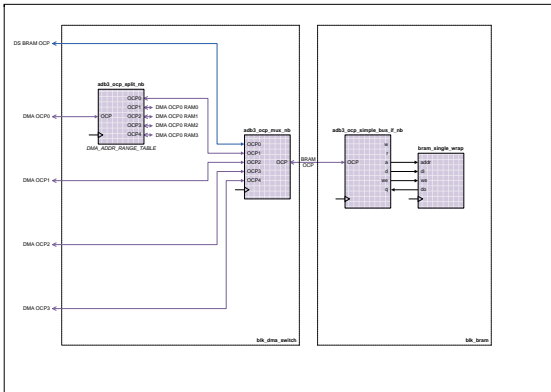 DS BRAM OCP
adb3_ocp_split_nb
OCP0
OCP1 DMA OCP0 RAM0
DMA OCP0 OCP OCP2 DMA OCP0 RAM1
OCP3 DMA OCP0 RAM2
OCP4 DMA OCP0 RAM3
DMA_ADDR_RANGE_TABLE
adb3_ocp_mux_nb
OCP0
OCP1
OCP2 OCP
OCP3
OCP4
BRAM
OCP
adb3_ocp_simple_bus_if_nb
w
r
OCP a
d
we
q
bram_single_wrap
addr
di
we
do
DMA OCP1
DMA OCP2
DMA OCP3
blk_dma_switch
blk_bram